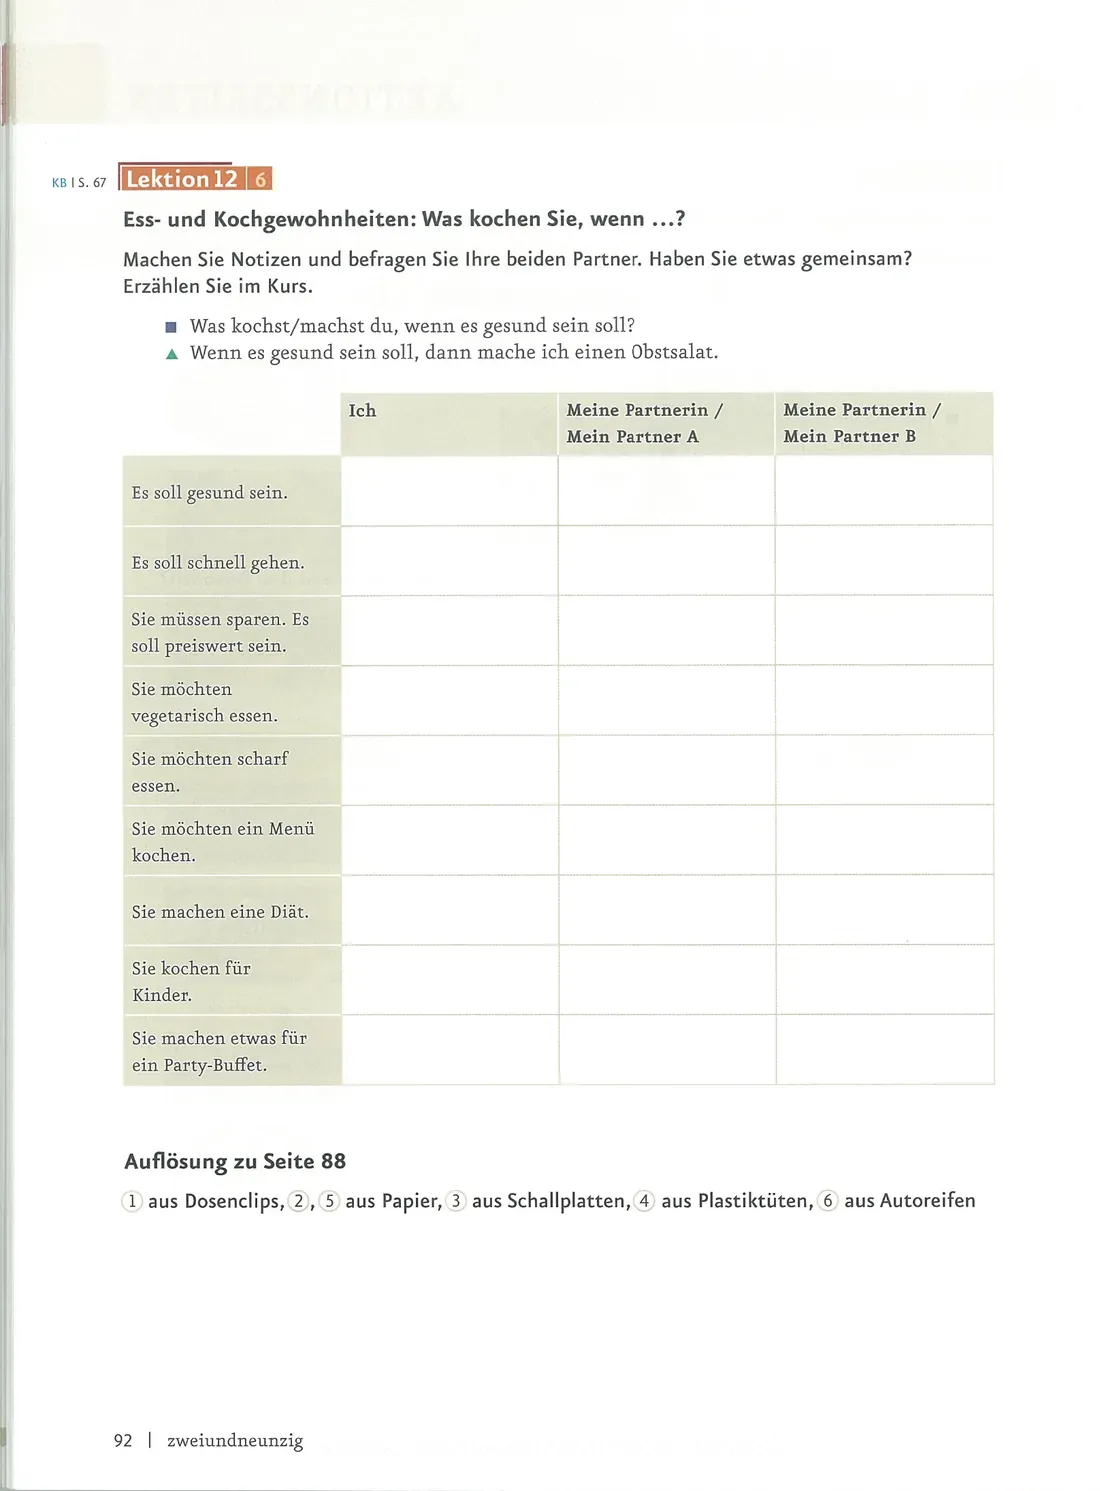 KB | S. 67 Lektion 12 6
Ess- und Kochgewohnheiten: Was kochen Sie, wenn ...?
Machen Sie Notizen und befragen Sie Ihre beiden Partner. Haben Sie etwas gemeinsam?
Erzählen Sie im Kurs.
■ Was kochst/machst du, wenn es gesund sein soll?
▲ Wenn es gesund sein soll, dann mache ich einen Obstsalat.
Ich
Meine Partnerin /
Mein Partner A
Meine Partnerin /
Mein Partner B
Es soll gesund sein.
Es soll schnell gehen.
Sie müssen sparen. Es
soll preiswert sein.
Sie möchten
vegetarisch essen.
Sie möchten scharf
essen.
Sie möchten ein Menü
kochen.
Sie machen eine Diät.
Sie kochen für
Kinder.
Sie machen etwas für
ein Party-Buffet.
Auflösung zu Seite 88
① aus Dosenclips, ②, ⑤ aus Papier, ③ aus Schallplatten, ④ aus Plastiktüten, ⑥ aus Autoreifen
92 | zweiundneunzig